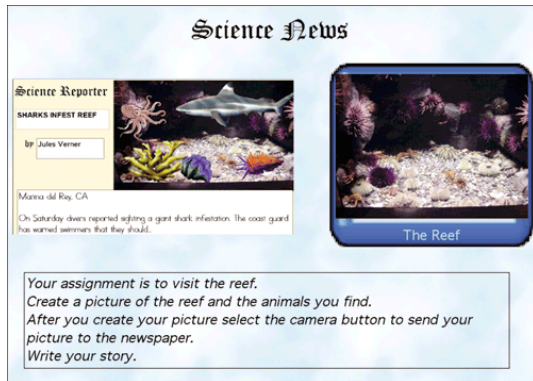 Science News
Science Reporter
SHARKS INFEST REEF
by Jules Verner
Marina del Rey, CA
On Saturday divers reported sighting a giant shark infestation. The coast guard
has warned swimmers that they should...
The Reef
Your assignment is to visit the reef.
Create a picture of the reef and the animals you find.
After you create your picture select the camera button to send your
picture to the newspaper.
Write your story.